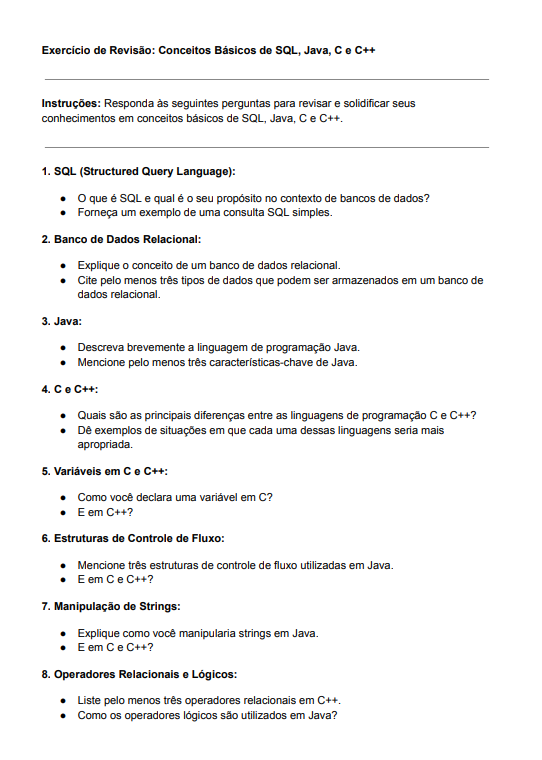 Exercício de Revisão: Conceitos Básicos de SQL, Java, C e C++
Instruções: Responda às seguintes perguntas para revisar e solidificar seus
conhecimentos em conceitos básicos de SQL, Java, C e C++.
1. SQL (Structured Query Language):
● O que é SQL e qual é o seu propósito no contexto de bancos de dados?
● Forneça um exemplo de uma consulta SQL simples.
2. Banco de Dados Relacional:
● Explique o conceito de um banco de dados relacional.
● Cite pelo menos três tipos de dados que podem ser armazenados em um banco de
dados relacional.
3. Java:
● Descreva brevemente a linguagem de programação Java.
● Mencione pelo menos três características-chave de Java.
4. C e C++:
● Quais são as principais diferenças entre as linguagens de programação C e C++?
● Dê exemplos de situações em que cada uma dessas linguagens seria mais
apropriada.
5. Variáveis em C e C++:
● Como você declara uma variável em C?
● E em C++?
6. Estruturas de Controle de Fluxo:
● Mencione três estruturas de controle de fluxo utilizadas em Java.
● E em C e C++?
7. Manipulação de Strings:
● Explique como você manipularia strings em Java.
● E em C e C++?
8. Operadores Relacionais e Lógicos:
● Liste pelo menos três operadores relacionais em C++.
● Como os operadores lógicos são utilizados em Java?